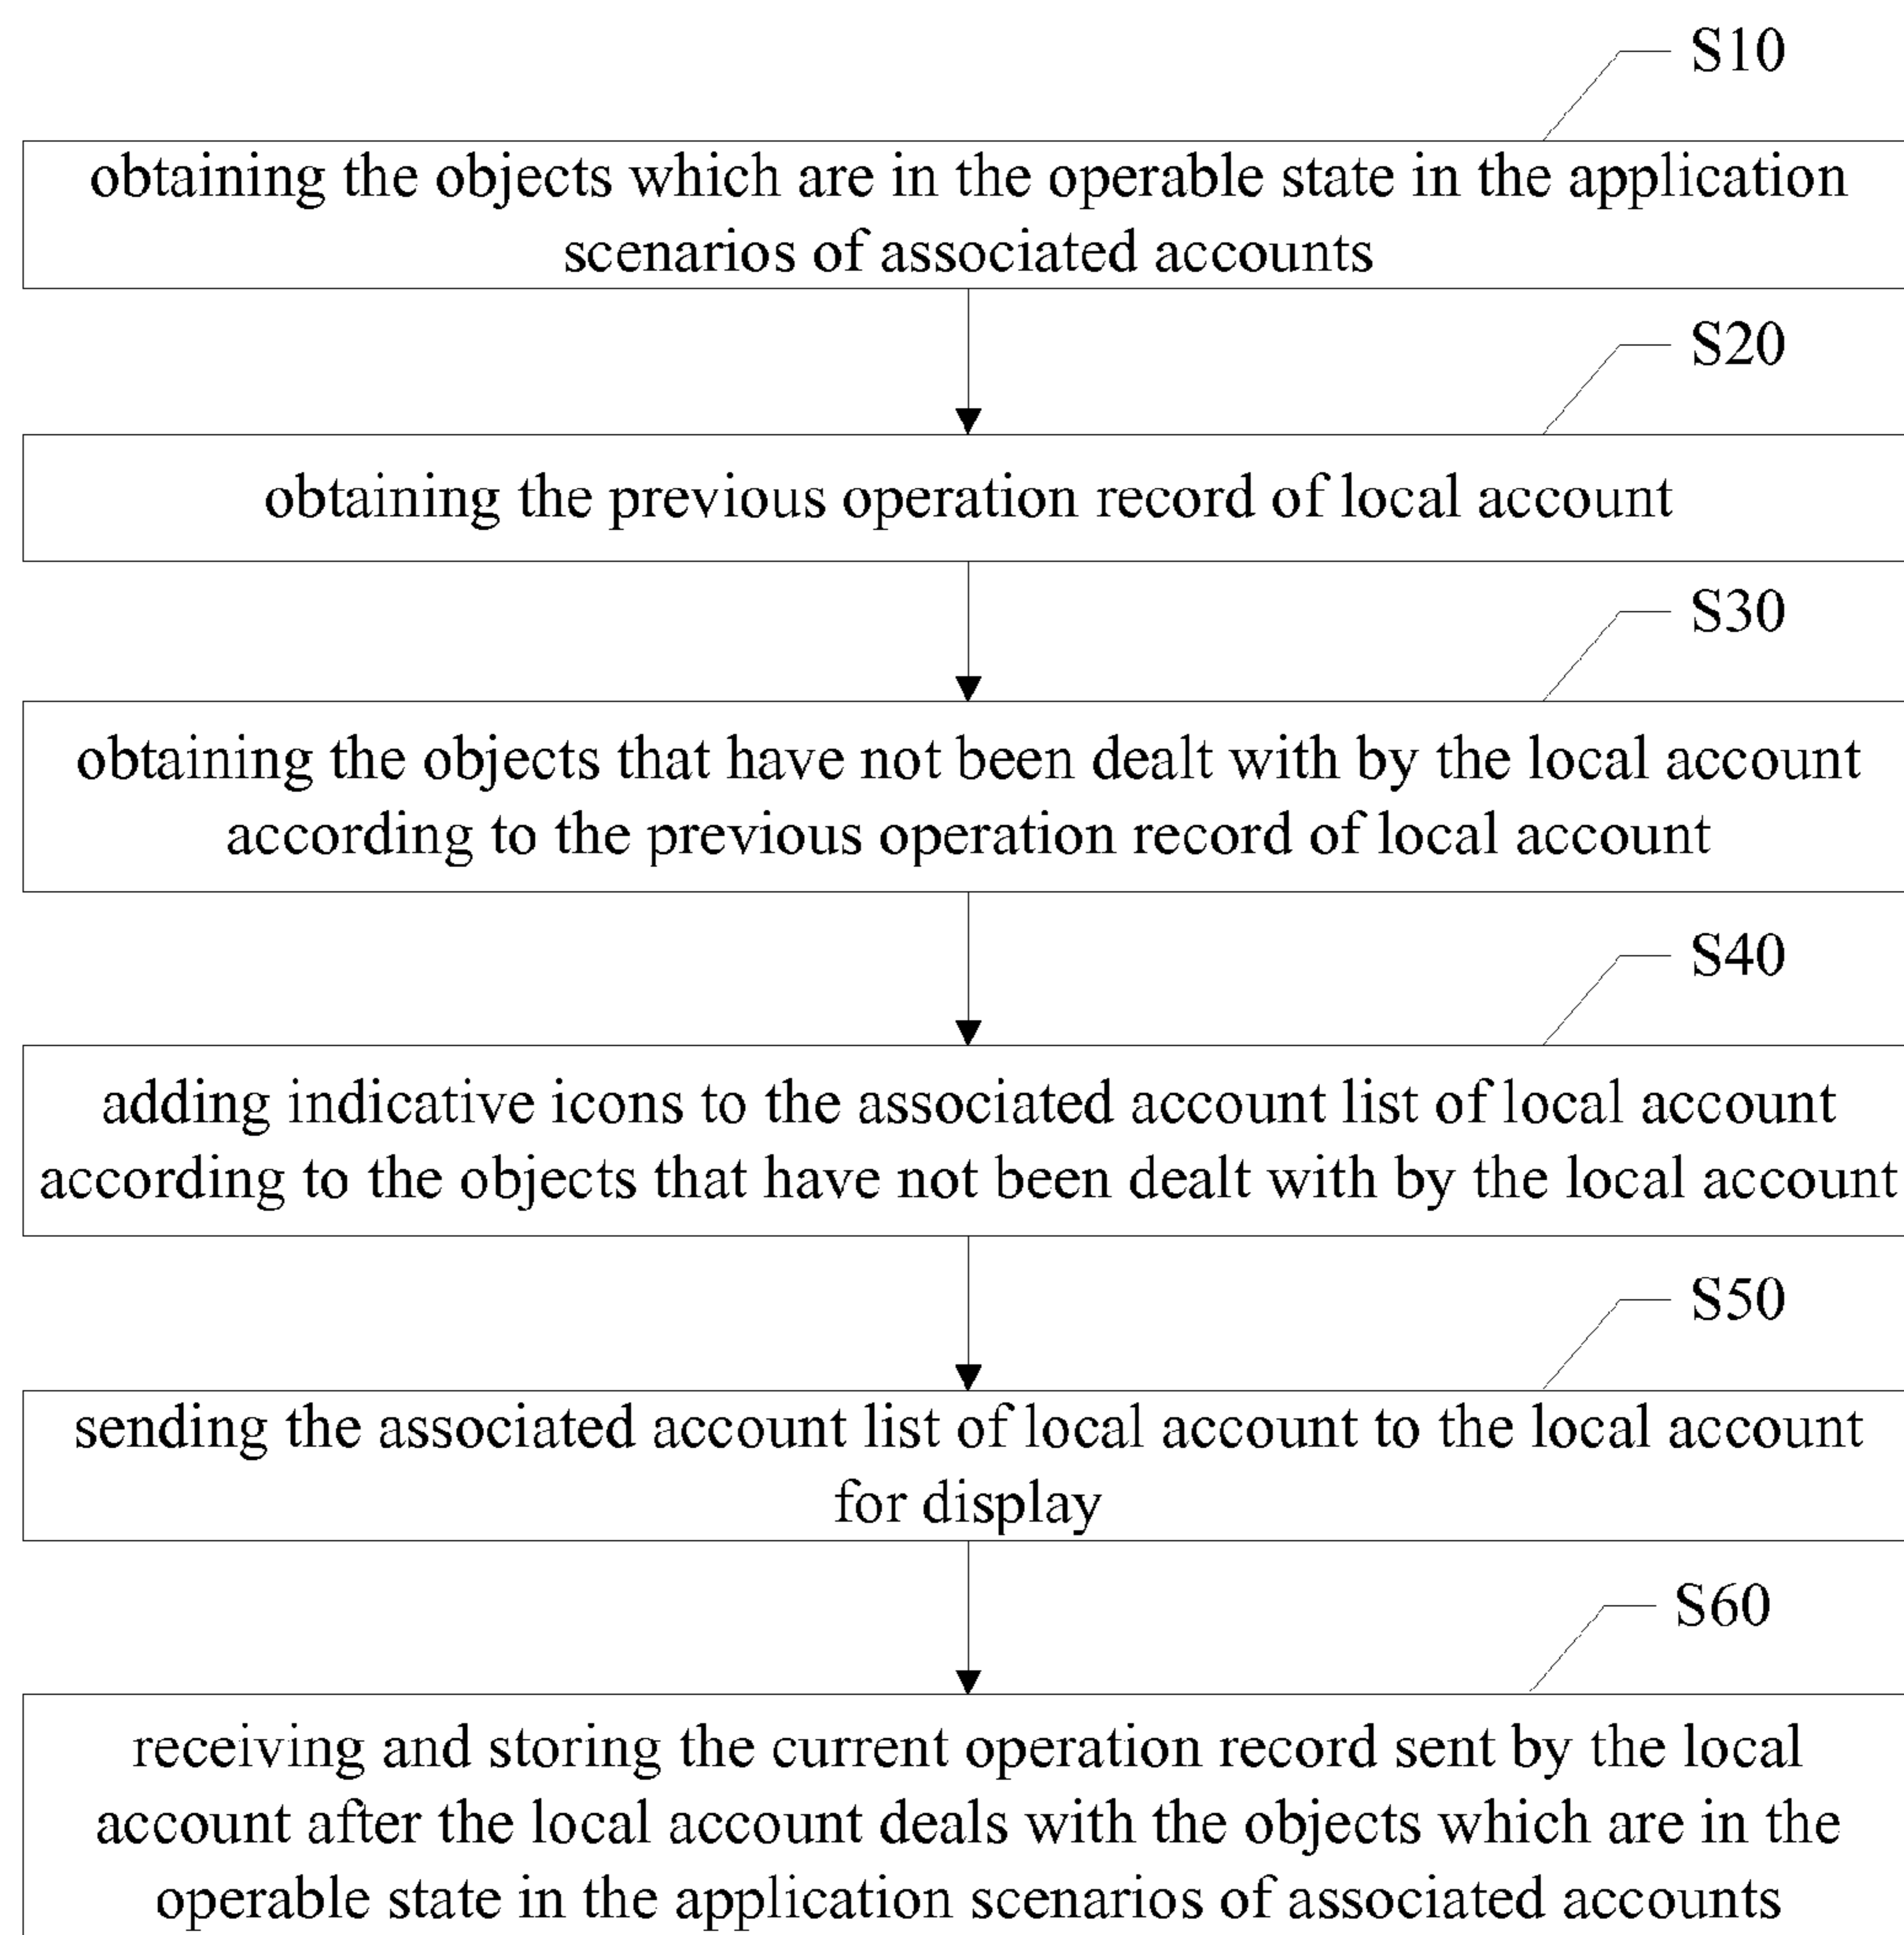 S10
obtaining the objects which are in the operable state in the application
scenarios of associated accounts
S20
obtaining the previous operation record of local account
S30
obtaining the objects that have not been dealt with by the local account
according to the previous operation record of local account
S40
adding indicative icons to the associated account list of local account
according to the objects that have not been dealt with by the local account
S50
sending the associated account list of local account to the local account
for display
S60
receiving and storing the current operation record sent by the local
account after the local account deals with the objects which are in the
operable state in the application scenarios of associated accounts